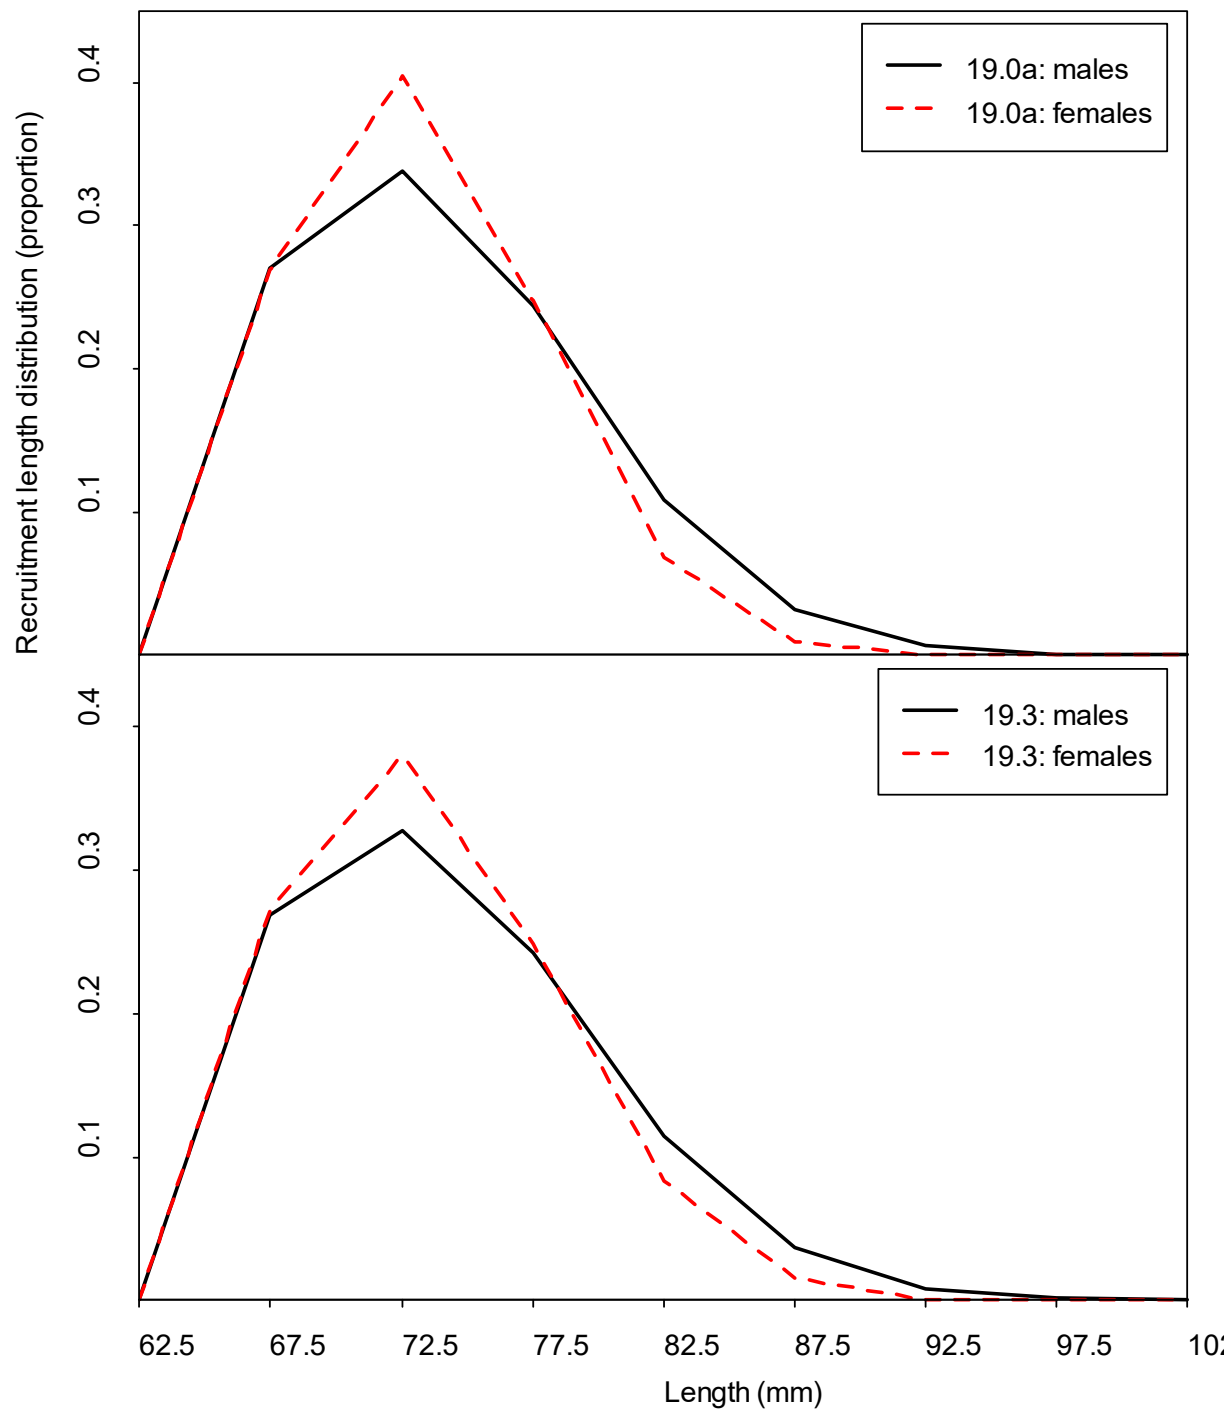 Recruitment length distribution (proportion)
0.4
0.3
0.2
0.1
19.0a: males
19.0a: females
0.4
0.3
0.2
0.1
19.3: males
19.3: females
62.5 67.5 72.5 77.5 82.5 87.5 92.5 97.5 102
Length (mm)